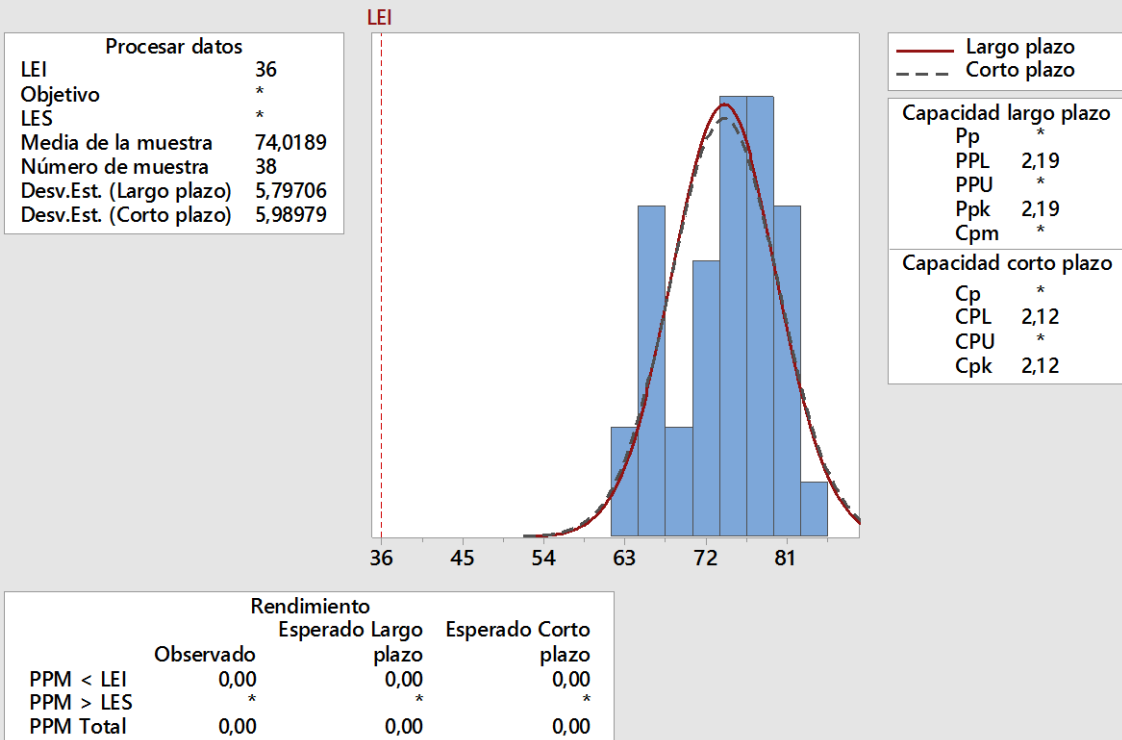 LEI
Procesar datos
LEI 36
Objetivo *
LES *
Media de la muestra 74,0189
Número de muestra 38
Desv.Est. (Largo plazo) 5,79706
Desv.Est. (Corto plazo) 5,98979
Largo plazo
Corto plazo
Capacidad largo plazo
Pp *
PPL 2,19
PPU *
Ppk 2,19
Cpm *
Capacidad corto plazo
Cp *
CPL 2,12
CPU *
Cpk 2,12
36 45 54 63 72 81
Rendimiento
Esperado Largo Esperado Corto
Observado plazo plazo
PPM < LEI 0,00 0,00 0,00
PPM > LES * * *
PPM Total 0,00 0,00 0,00